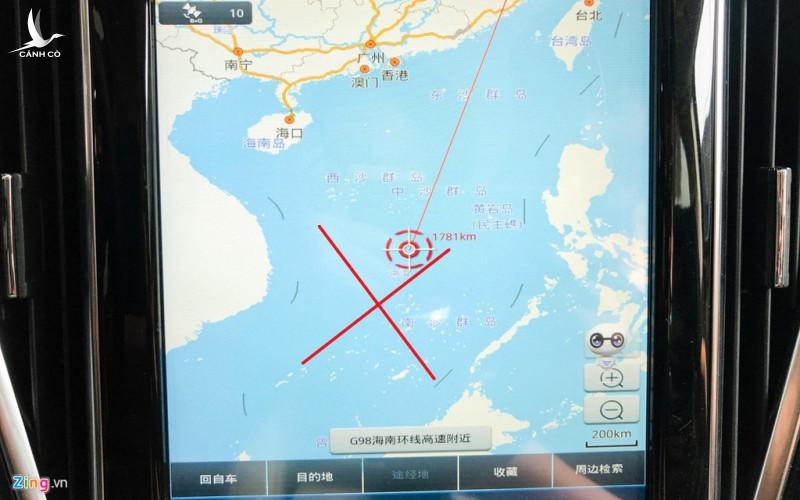 CÁNH CÒ
B+G
10
台北
台湾岛
南宁
广州
澳门
香港
东沙群岛
海口
海南岛
西沙群岛
中沙群岛
黄岩岛
(民主礁)
1781km
南沙群岛
G98海南环线高速附近
200km
回自车
目的地
途经地
收藏
周边检索
Zing.vn